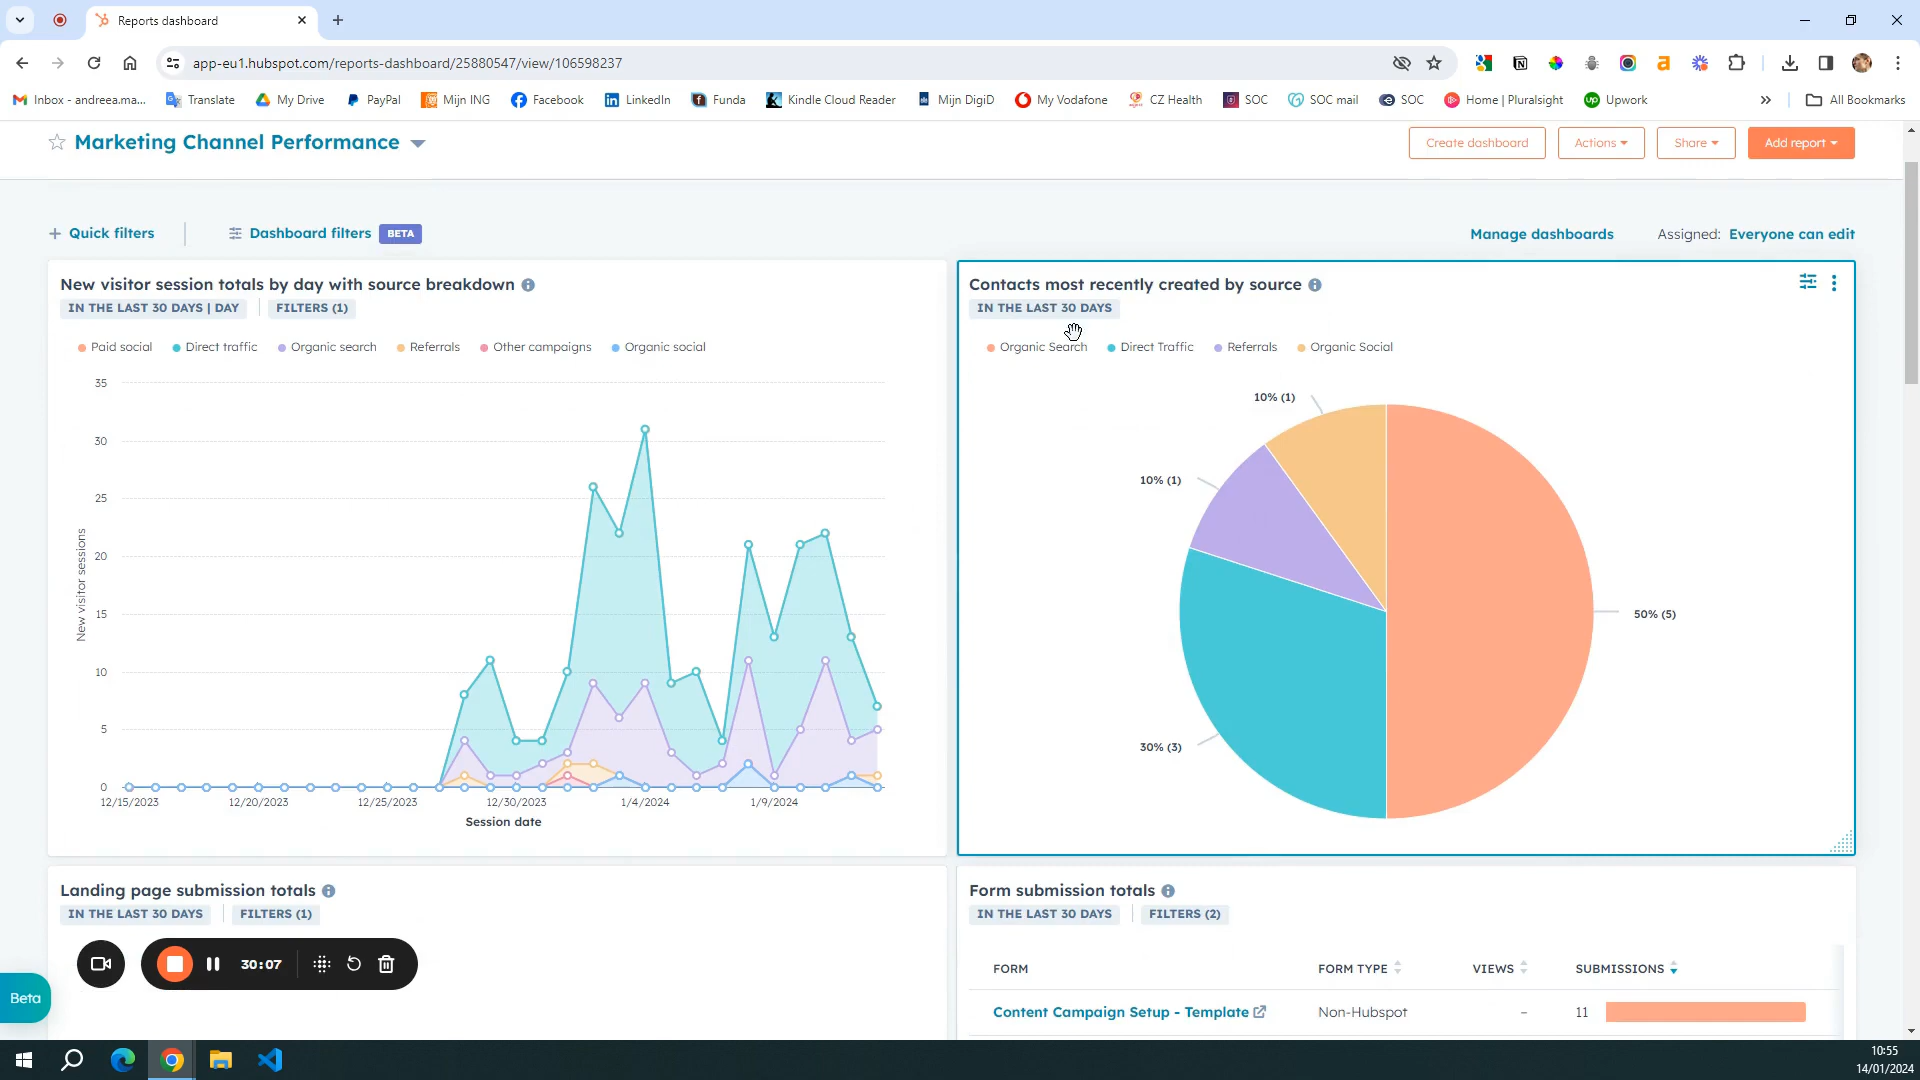 Reports dashboard
app-eu1.hubspot.com/reports-dashboard/25880547/view/106598237
Inbox - andreea.ma... Translate My Drive PayPal Mijn ING Facebook LinkedIn Funda Kindle Cloud Reader Mijn DigiD My Vodafone CZ Health SOC SOC mail SOC Home | Pluralsight Upwork All Bookmarks
Marketing Channel Performance
Create dashboard Actions Share Add report
Quick filters Dashboard filters BETA
Manage dashboards Assigned: Everyone can edit
New visitor session totals by day with source breakdown
IN THE LAST 30 DAYS | DAY FILTERS (1)
Paid social Direct traffic Organic search Referrals Other campaigns Organic social
35
30
25
20
15
10
5
0
New visitor sessions
12/15/2023 12/20/2023 12/25/2023 12/30/2023 1/4/2024 1/9/2024
Session date
Contacts most recently created by source
IN THE LAST 30 DAYS
Organic Search Direct Traffic Referrals Organic Social
10% (1)
10% (1)
50% (5)
30% (3)
Landing page submission totals
IN THE LAST 30 DAYS FILTERS (1)
30:07
Beta
Form submission totals
IN THE LAST 30 DAYS FILTERS (2)
FORM FORM TYPE VIEWS SUBMISSIONS
Content Campaign Setup - Template Non-Hubspot - 11
10:55
14/01/2024